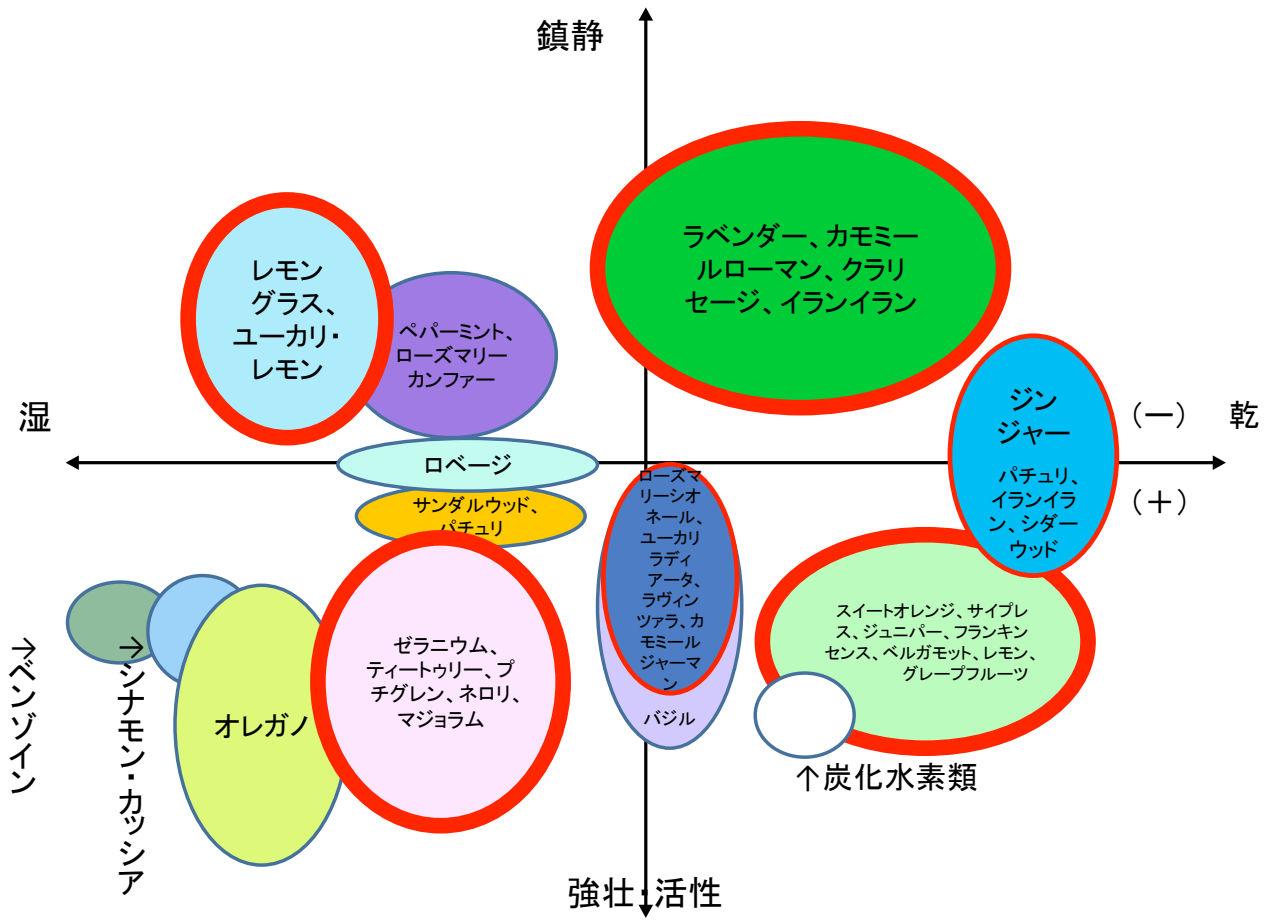 鎮静
ラベンダー、カモミー
ルローマン、クラリ
セージ、イランイラン
レモン
グラス、
ユーカリ・
レモン
ペパーミント、
ローズマリー
カンファー
湿
ジン
ジャー
パチュリ、
イランイラ
ン、シダー
ウッド
(ー)
乾
(+)
ロベージ
サンダルウッド、
パチュリ
ローズマ
リーシオ
ネール、
ユーカリ
ラディ
アータ、
ラヴィン
ツァラ、カ
モミール
ジャーマ
ン
バジル
スイートオレンジ、サイプレ
ス、ジュニパー、フランキン
センス、ベルガモット、レモン、
グレープフルーツ
↑炭化水素類
ゼラニウム、
ティートゥリー、プ
チグレン、ネロリ、
マジョラム
オレガノ
→シナモン・カッシア
→ベンゾイン
強壮・活性